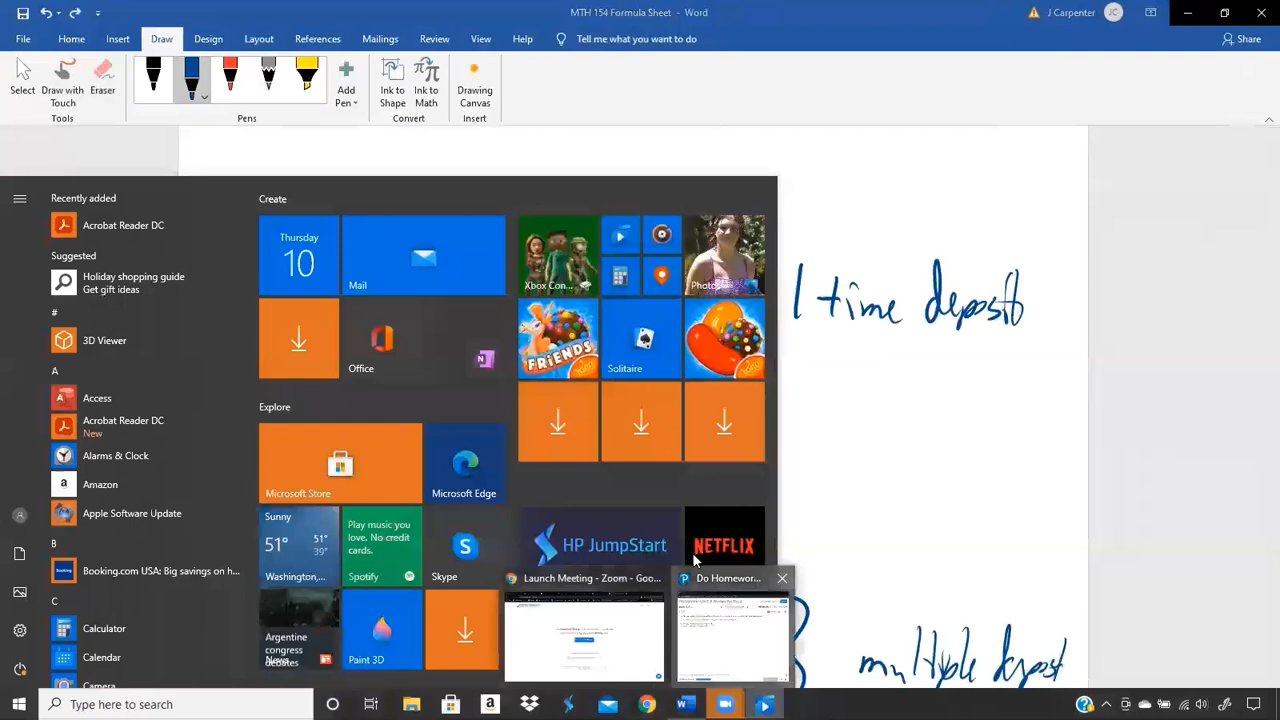 MTH 154 Formula Sheet - Word
J Carpenter
JC
File
Home
Insert
Draw
Design
Layout
References
Mailings
Review
View
Help
Tell me what you want to do
Share
Select
Draw with
Touch
Eraser
Add
Pen
Ink to
Shape
Ink to
Math
Drawing
Canvas
Tools
Pens
Convert
Insert
Recently added
Acrobat Reader DC
Suggested
Holiday shopping guide
Get gift ideas
#
3D Viewer
A
Access
Acrobat Reader DC
New
Alarms & Clock
Amazon
Apple Software Update
B
Booking.com USA: Big savings on h...
C
Calculator
Calendar
Camera
Create
Thursday
10
Mail
Office
Xbox Con...
FRIENDS
Solitaire
Explore
Microsoft Store
Microsoft Edge
Sunny
51°
51°
39°
Washington,...
Play music you
love. No credit
cards.
Spotify
Skype
HP JumpStart
NETFLIX
Argentine
congress
debates
News
Paint 3D
Launch Meeting - Zoom - Goo...
Do Homewor...
1 time deposit
multiple deposit
Type here to search